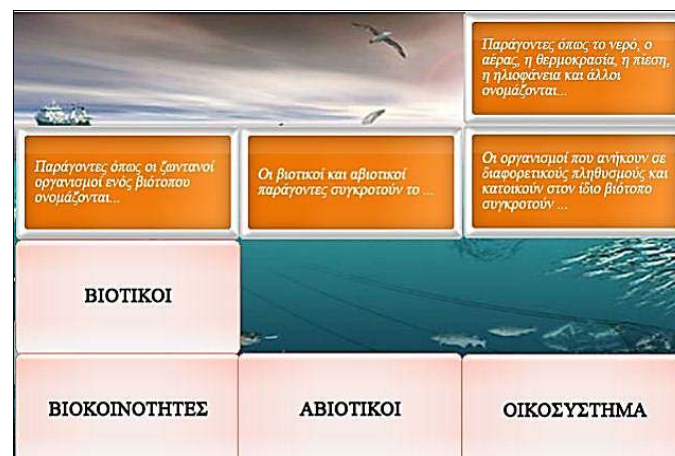 Παράγοντες όπως το νερό, ο
αέρας, η θερμοκρασία, η πίεση,
η ηλιοφάνεια και άλλοι
ονομάζονται...
Παράγοντες όπως οι ζωντανοί
οργανισμοί ενός βιότοπου
ονομάζονται...
Οι βιοτικοί και αβιοτικοί
παράγοντες συγκροτούν το ...
Οι οργανισμοί που ανήκουν σε
διαφορετικούς πληθυσμούς και
κατοικούν στον ίδιο βιότοπο
συγκροτούν ...
ΒΙΟΤΙΚΟΙ
ΒΙΟΚΟΙΝΟΤΗΤΕΣ
ΑΒΙΟΤΙΚΟΙ
ΟΙΚΟΣΥΣΤΗΜΑ